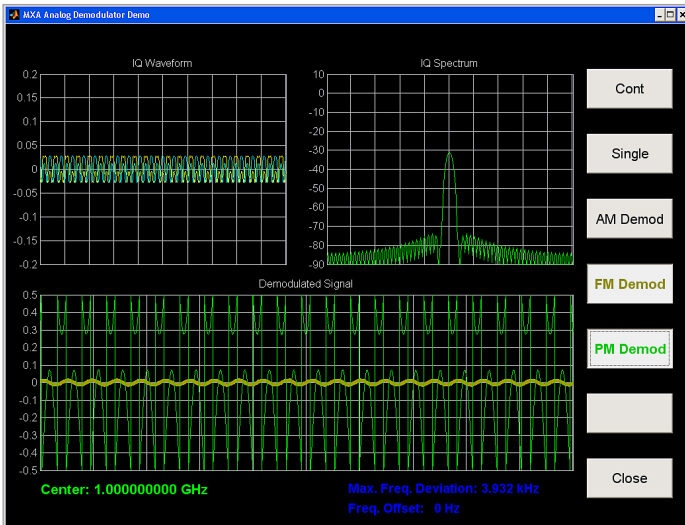 MXA Analog Demodulator Demo
IQ Waveform
0.2
0.15
0.1
0.05
0
-0.05
-0.1
-0.15
-0.2
IQ Spectrum
10
0
-10
-20
-30
-40
-50
-60
-70
-80
-90
Demodulated Signal
0.5
0.4
0.3
0.2
0.1
0
-0.1
-0.2
-0.3
-0.4
-0.5
Center: 1.000000000 GHz
Max. Freq. Deviation: 3.932 kHz
Freq. Offset: 0 Hz
Cont
Single
AM Demod
FM Demod
PM Demod
Close